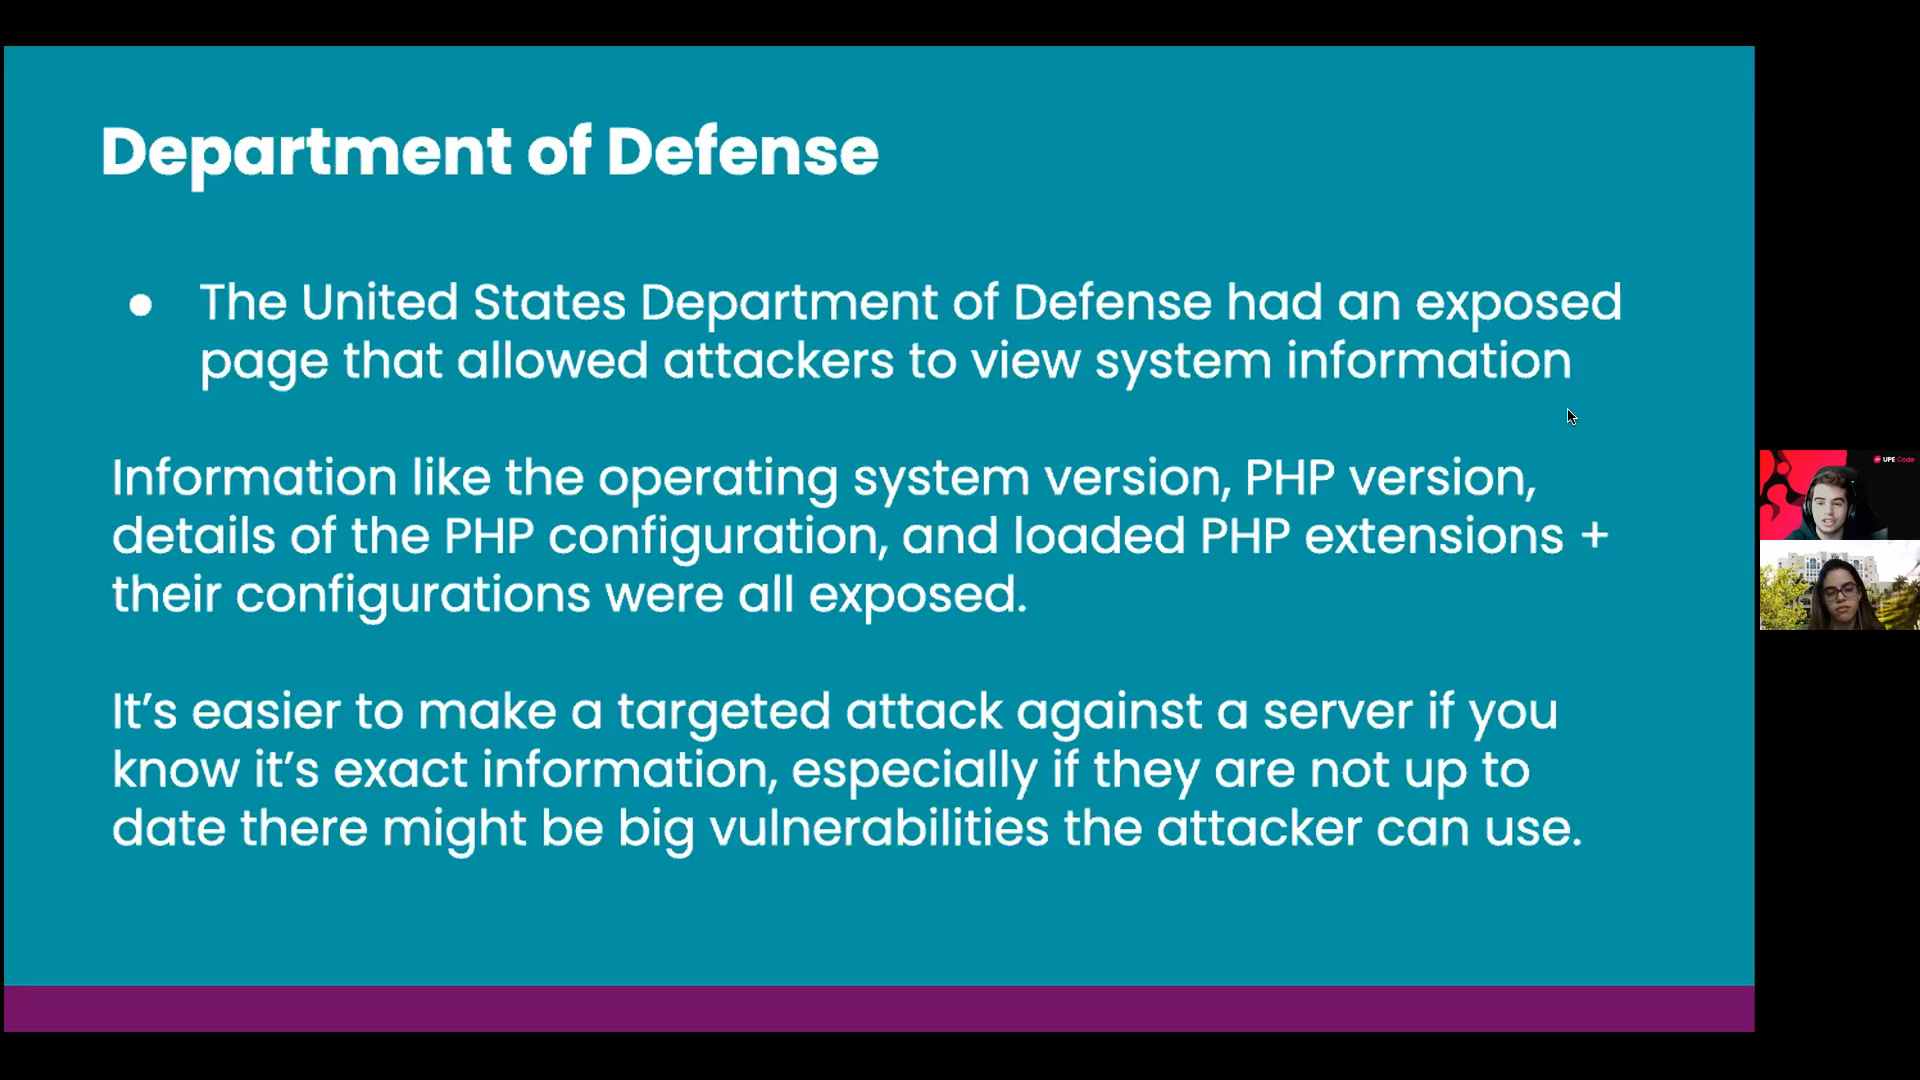 Department of Defense
● The United States Department of Defense had an exposed
page that allowed attackers to view system information
Information like the operating system version, PHP version,
details of the PHP configuration, and loaded PHP extensions +
their configurations were all exposed.
It’s easier to make a targeted attack against a server if you
know it’s exact information, especially if they are not up to
date there might be big vulnerabilities the attacker can use.
UPE Code